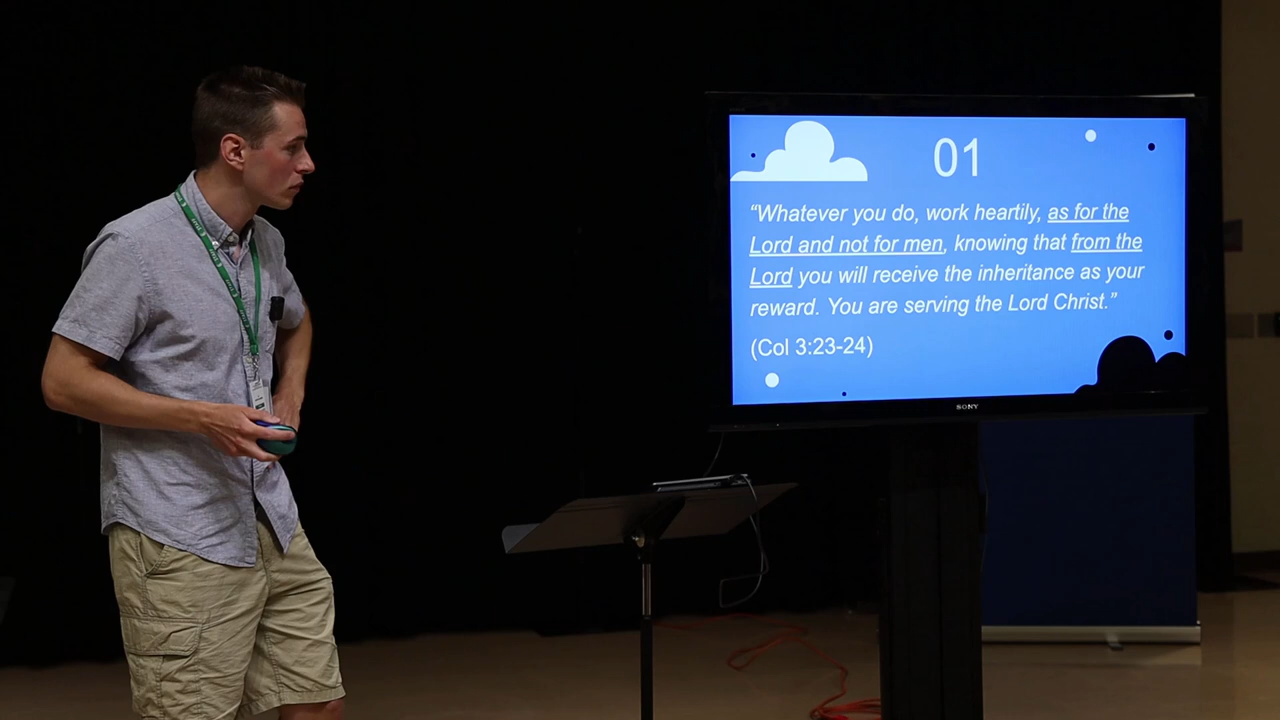 01
“Whatever you do, work heartily, as for the
Lord and not for men, knowing that from the
Lord you will receive the inheritance as your
reward. You are serving the Lord Christ.”
(Col 3:23-24)
SONY